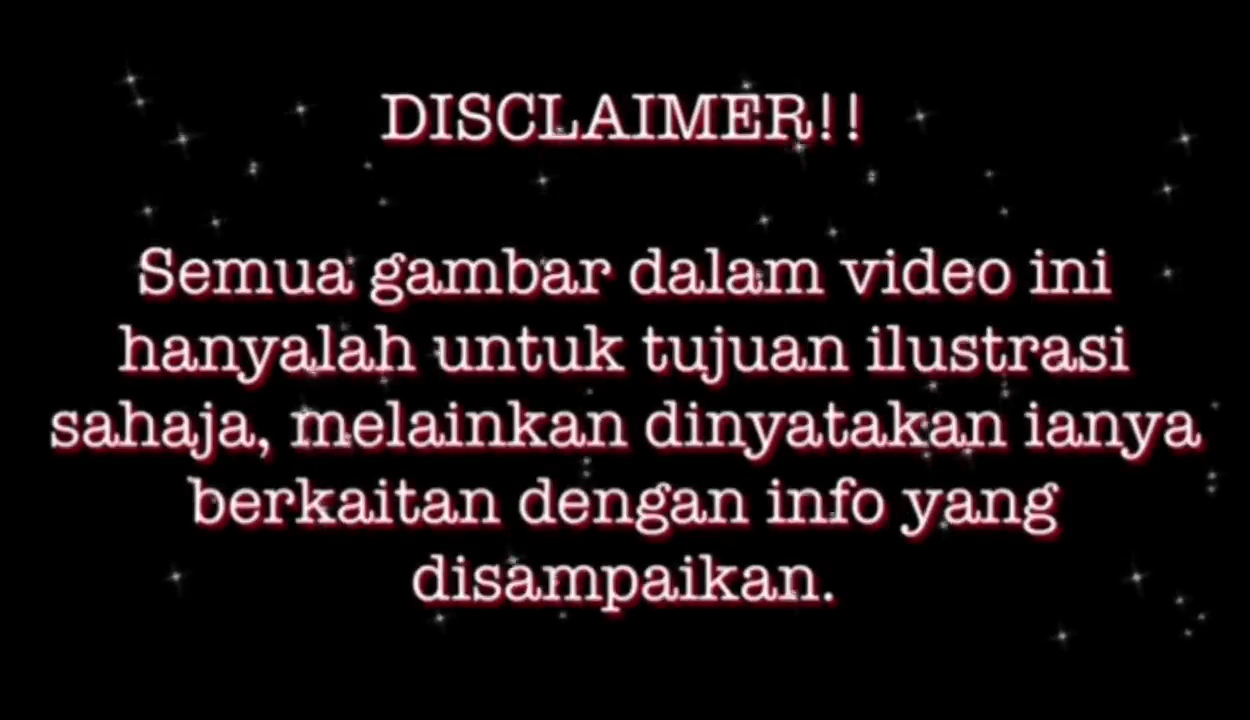 DISCLAIMER!!
Semua gambar dalam video ini
hanyalah untuk tujuan ilustrasi
sahaja, melainkan dinyatakan ianya
berkaitan dengan info yang
disampaikan.